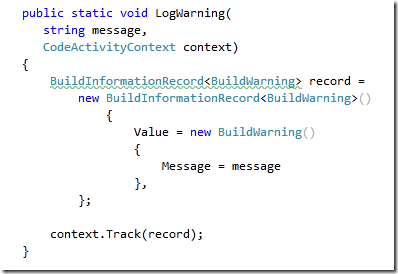 public static void LogWarning(
    string message,
    CodeActivityContext context)
{
    BuildInformationRecord<BuildWarning> record =
        new BuildInformationRecord<BuildWarning>()
            {
                Value = new BuildWarning()
                {
                    Message = message
                },
        };

    context.Track(record);
}